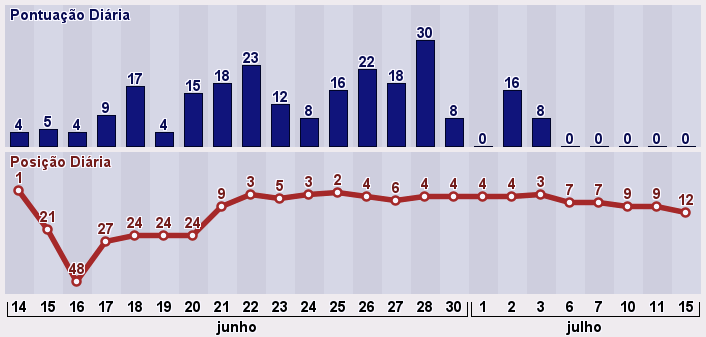 Pontuação Diária
4 5 4 9 17 4 15 18 23 12 8 16 22 18 30 8 0 16 8 0 0 0 0 0
Posição Diária
1 21 48 27 24 24 24 9 3 5 3 2 4 6 4 4 4 4 3 7 7 9 9 12
14 15 16 17 18 19 20 21 22 23 24 25 26 27 28 30 1 2 3 6 7 10 11 15
junho julho